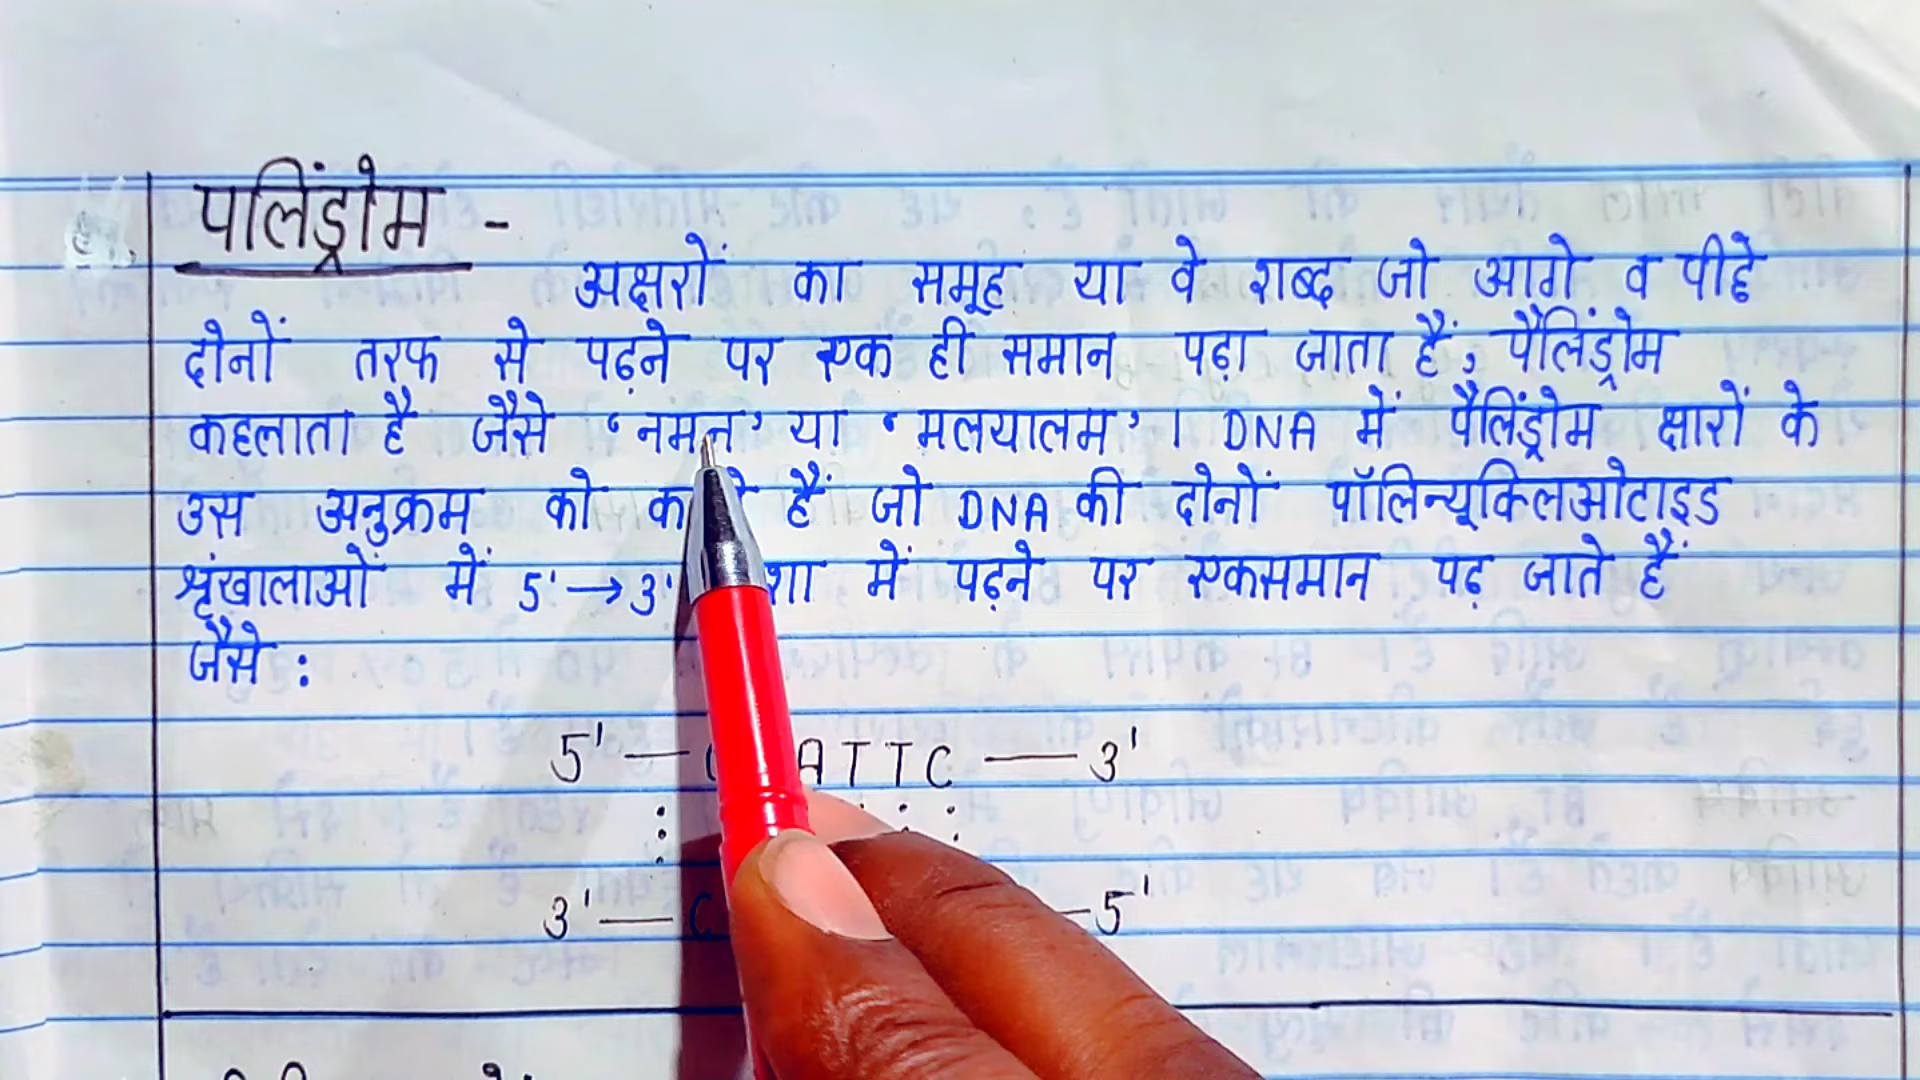 पलिंड्रोम -
अक्षरों का समूह या वे शब्द जो आगे व पीछे
दोनों तरफ से पढ़ने पर एक ही समान पढ़ा जाता हैं, पैलिंड्रोम
कहलाता है जैसे 'नमन' या 'मलयालम' । DNA में पैलिंड्रोम क्षारों के
उस अनुक्रम को हैं जो DNA की दोनों पॉलिन्यूक्लिओटाइड
श्रृंखालाओं में 5' → 3' में पढ़ने पर एकसमान पढ़ जाते हैं
जैसे :
5' — ATTC — 3'
3' — C — 5'